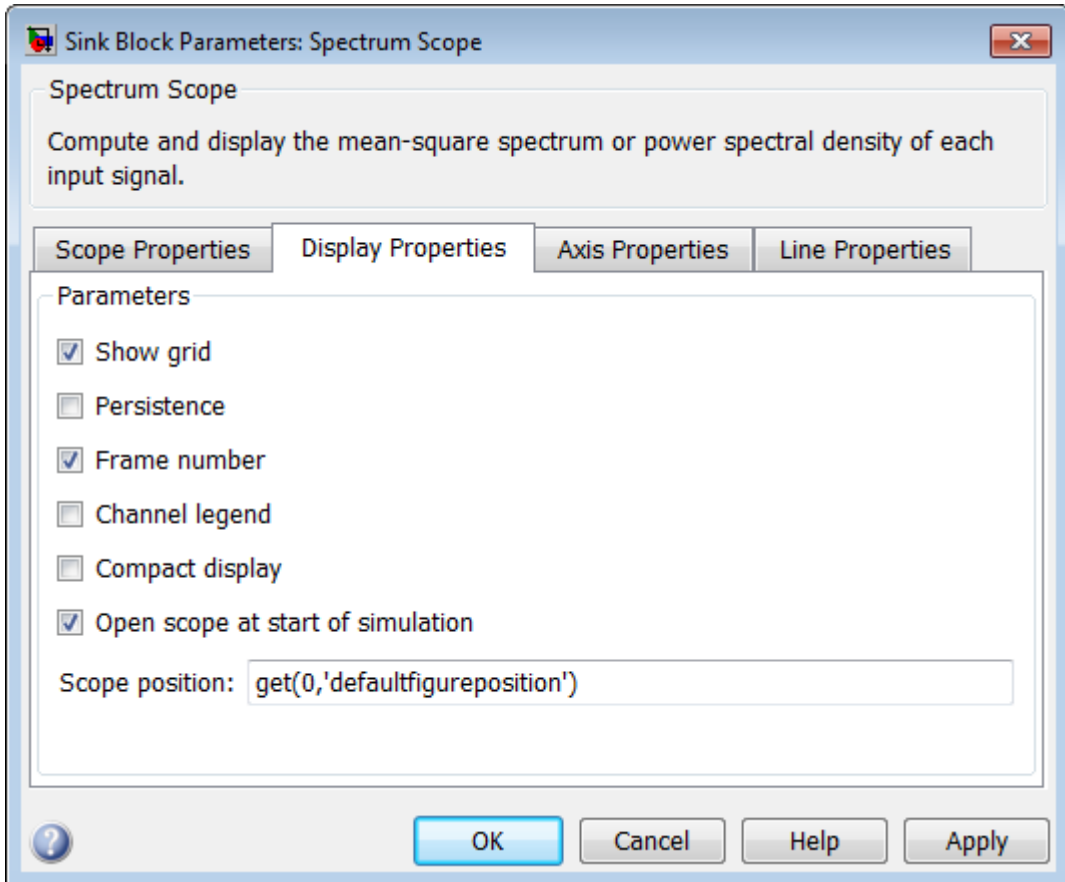 Sink Block Parameters: Spectrum Scope
Spectrum Scope
Compute and display the mean-square spectrum or power spectral density of each
input signal.
Scope Properties
Display Properties
Axis Properties
Line Properties
Parameters
Show grid
Persistence
Frame number
Channel legend
Compact display
Open scope at start of simulation
Scope position: get(0,'defaultfigureposition')
OK
Cancel
Help
Apply